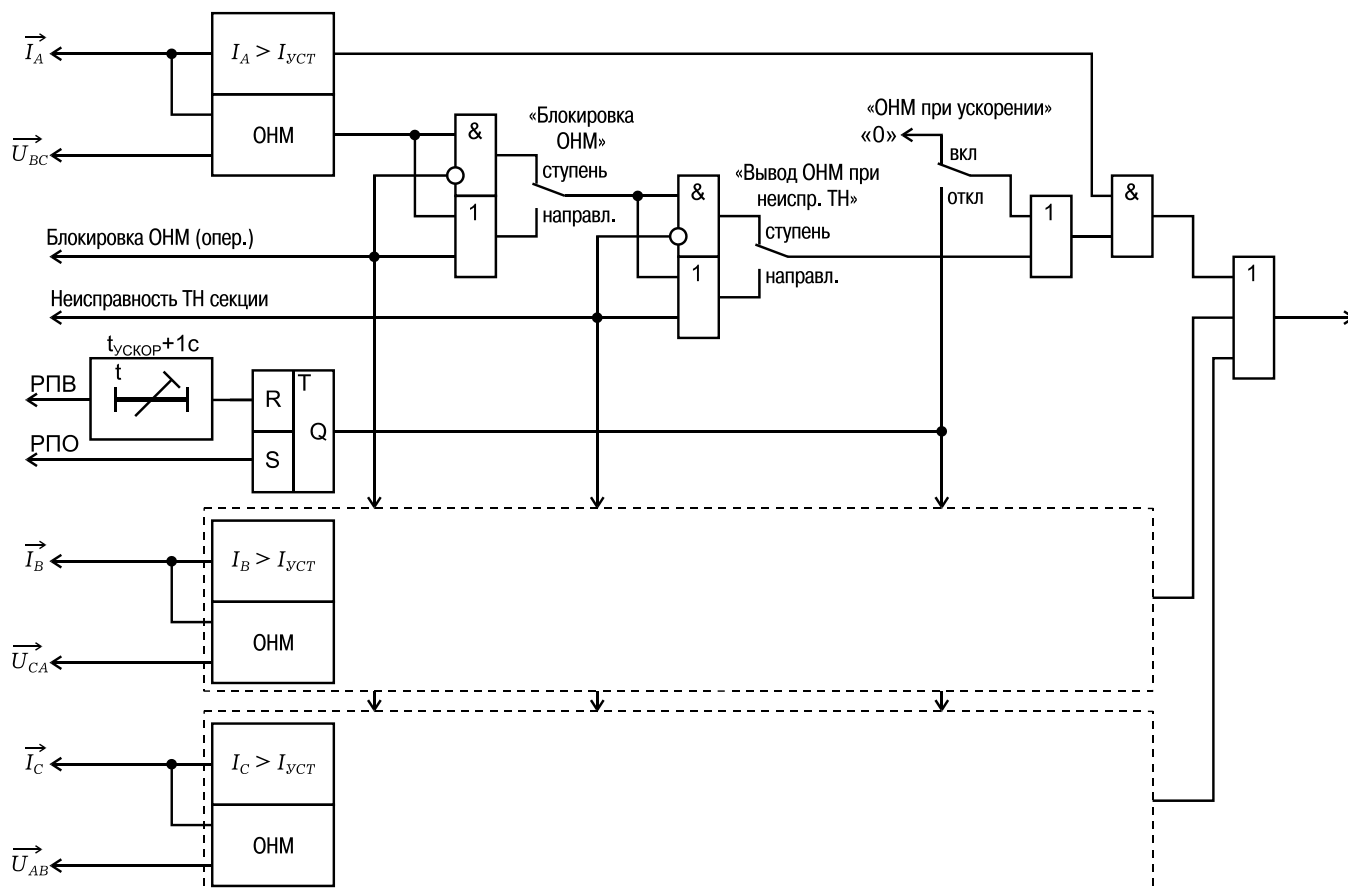 I_A
I_A > I_УСТ
ОНМ
U_BC
&
1
«Блокировка
ОНМ»
ступень
направл.
Блокировка ОНМ (опер.)
Неисправность ТН секции
&
1
«Вывод ОНМ при
неиспр. ТН»
ступень
направл.
«ОНМ при ускорении»
«0»
вкл
откл
1
&
1
t_УСКОР+1с
t
РПВ
РПО
R
S
T
Q
I_B
I_B > I_УСТ
ОНМ
U_CA
I_C
I_C > I_УСТ
ОНМ
U_AB